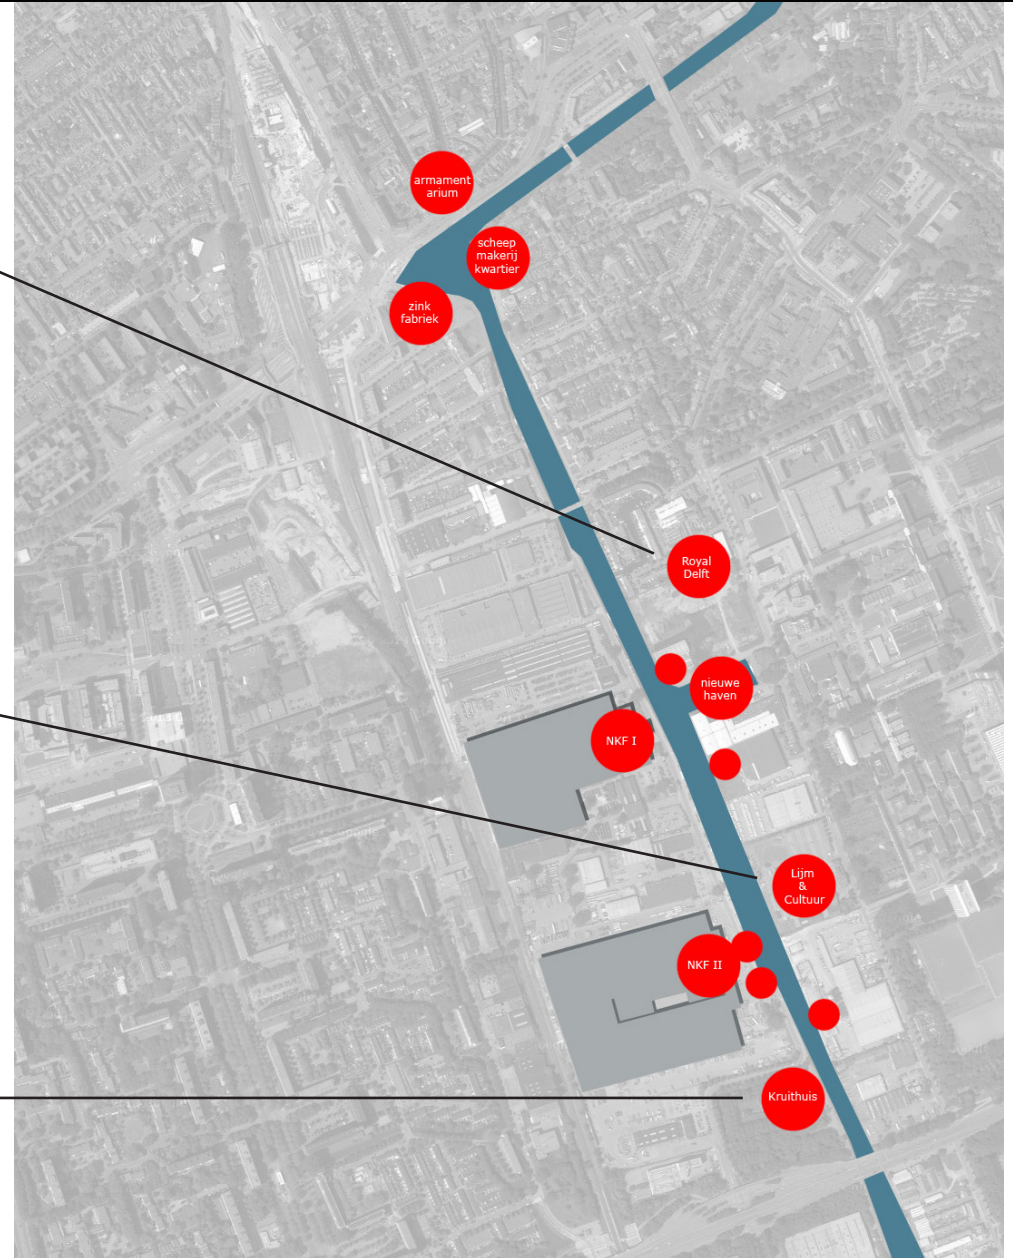 armament
arium
scheep
makerij
kwartier
zink
fabriek
Royal
Delft
nieuwe
haven
NKF I
Lijm
&
Cultuur
NKF II
Kruithuis